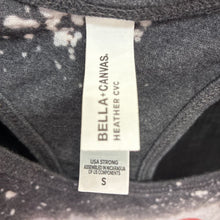 BELLA+CANVAS.
HEATHER CVC
USA STRONG
ASSEMBLED IN NICARAGUA
OF US COMPONENTS
S